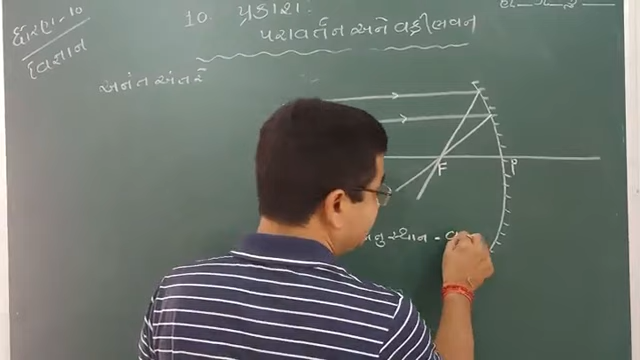 ધોરણ-10
વિજ્ઞાન
10. પ્રકાશ:
પરાવર્તન અને વક્રીભવન
અનંત અંતરે
F
P
સ્થાન -